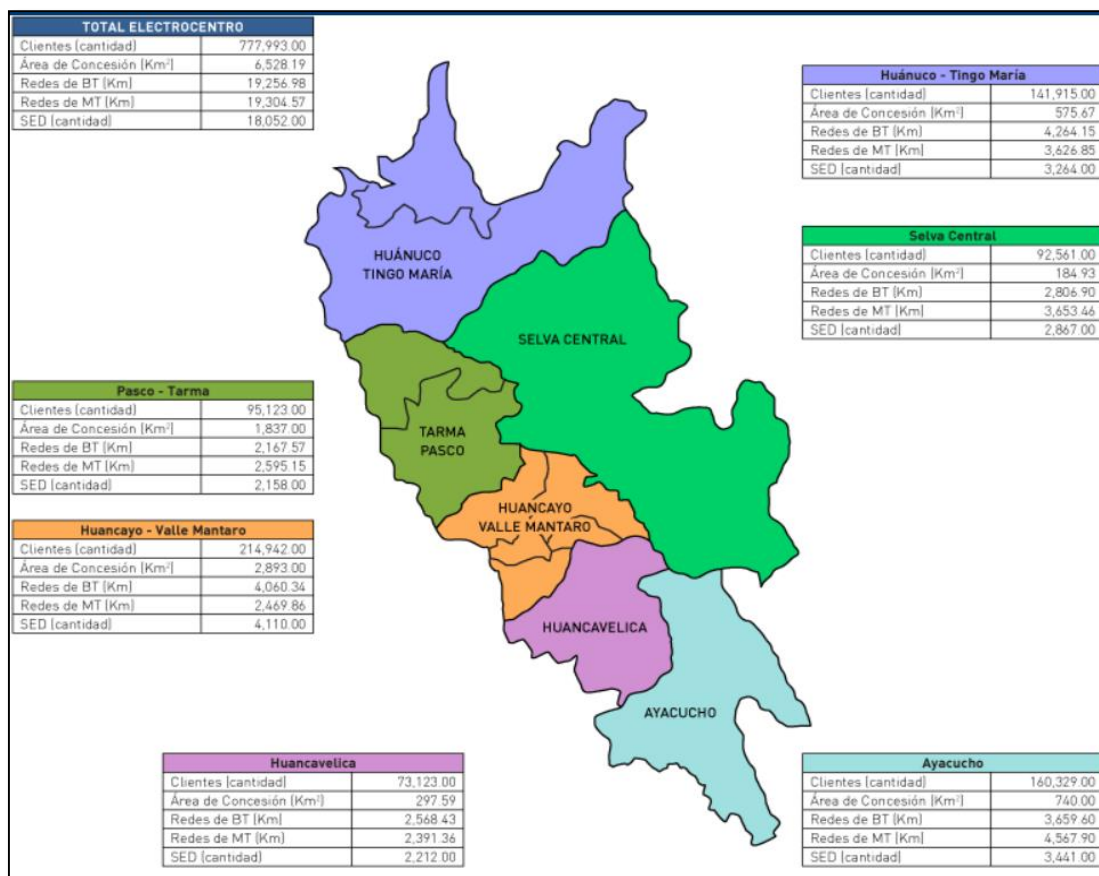 TOTAL ELECTROCENTRO
Clientes (cantidad) 777,993.00
Área de Concesión (Km²) 6,528.19
Redes de BT (Km) 19,256.98
Redes de MT (Km) 19,304.57
SED (cantidad) 18,052.00
Huánuco - Tingo María
Clientes (cantidad) 141,915.00
Área de Concesión (Km²) 575.67
Redes de BT (Km) 4,264.15
Redes de MT (Km) 3,626.85
SED (cantidad) 3,264.00
HUÁNUCO
TINGO MARÍA
Selva Central
Clientes (cantidad) 92,561.00
Área de Concesión (Km²) 184.93
Redes de BT (Km) 2,806.90
Redes de MT (Km) 3,653.46
SED (cantidad) 2,867.00
SELVA CENTRAL
Pasco - Tarma
Clientes (cantidad) 95,123.00
Área de Concesión (Km²) 1,837.00
Redes de BT (Km) 2,167.57
Redes de MT (Km) 2,595.15
SED (cantidad) 2,158.00
TARMA
PASCO
Huancayo - Valle Mantaro
Clientes (cantidad) 214,942.00
Área de Concesión (Km²) 2,893.00
Redes de BT (Km) 4,060.34
Redes de MT (Km) 2,469.86
SED (cantidad) 4,110.00
HUANCAYO
VALLE MANTARO
HUANCAVELICA
AYACUCHO
Huancavelica
Clientes (cantidad) 73,123.00
Área de Concesión (Km²) 297.59
Redes de BT (Km) 2,568.43
Redes de MT (Km) 2,391.36
SED (cantidad) 2,212.00
Ayacucho
Clientes (cantidad) 160,329.00
Área de Concesión (Km²) 740.00
Redes de BT (Km) 3,659.60
Redes de MT (Km) 4,567.90
SED (cantidad) 3,441.00